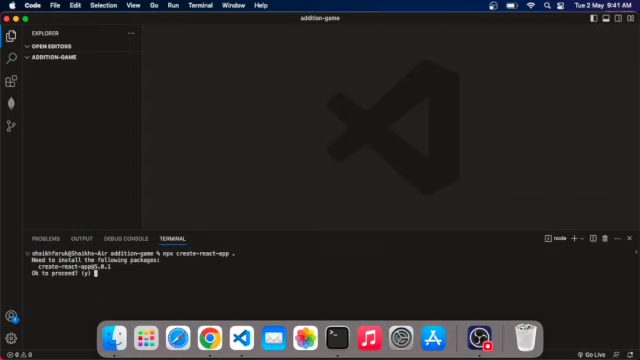 Code File Edit Selection View Go Run Terminal Window Help
Tue 2 May 9:41 AM
addition-game
EXPLORER
OPEN EDITORS
ADDITION-GAME
PROBLEMS OUTPUT DEBUG CONSOLE TERMINAL
node
shaikhfaruk@Shaikhs-Air addition-game % npx create-react-app .
Need to install the following packages:
create-react-app@5.0.1
Ok to proceed? (y)
0 0
Go Live